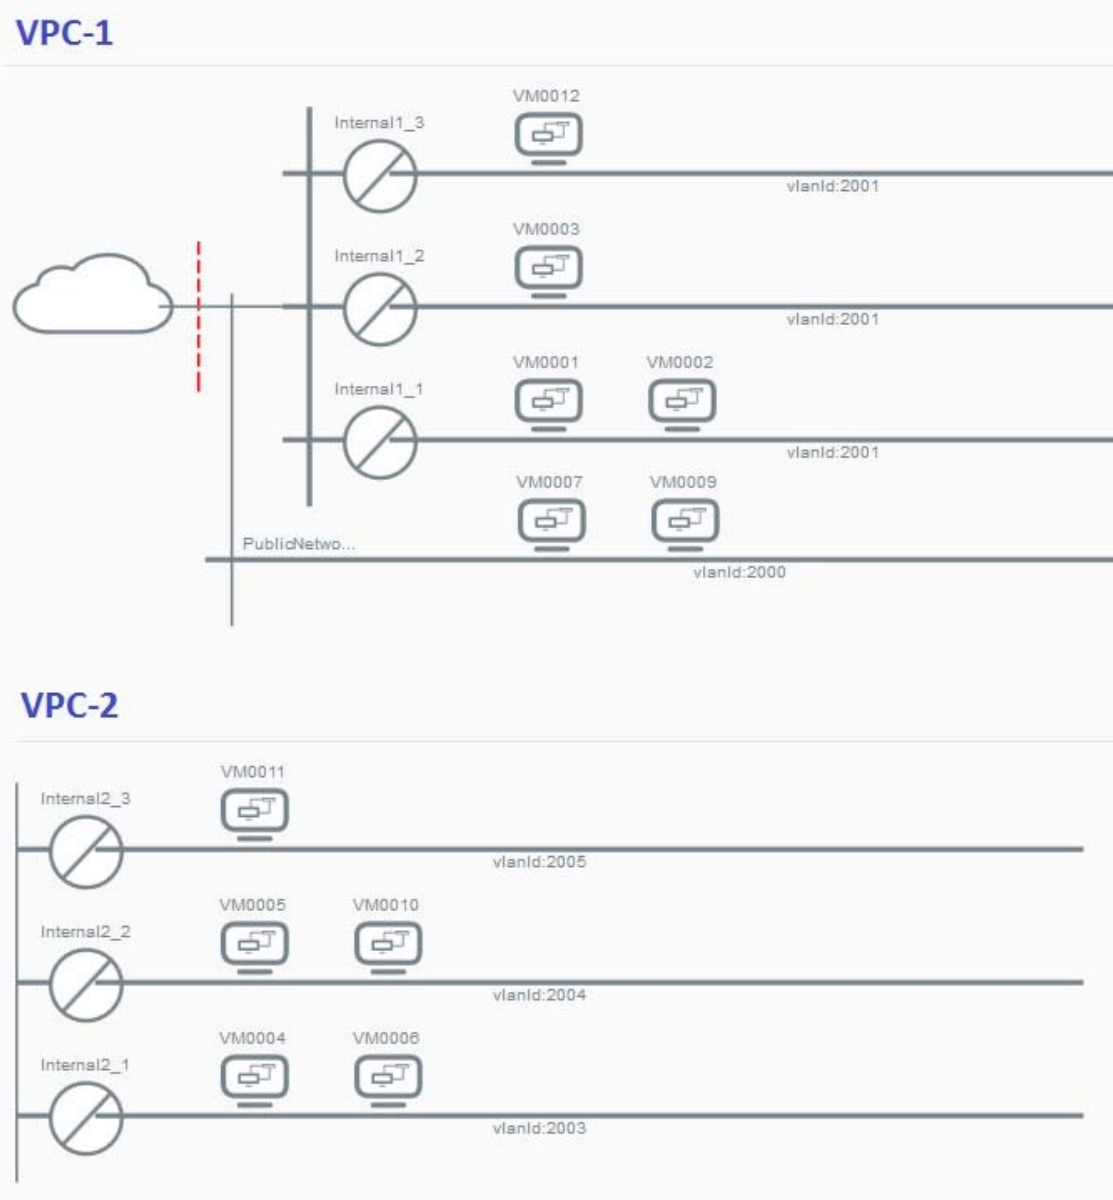 VPC-1
VM0012
Internal1_3
vlanId:2001
VM0003
Internal1_2
vlanId:2001
VM0001 VM0002
Internal1_1
vlanId:2001
VM0007 VM0009
PublicNetwo...
vlanId:2000
VPC-2
VM0011
Internal2_3
vlanId:2005
VM0005 VM0010
Internal2_2
vlanId:2004
VM0004 VM0006
Internal2_1
vlanId:2003